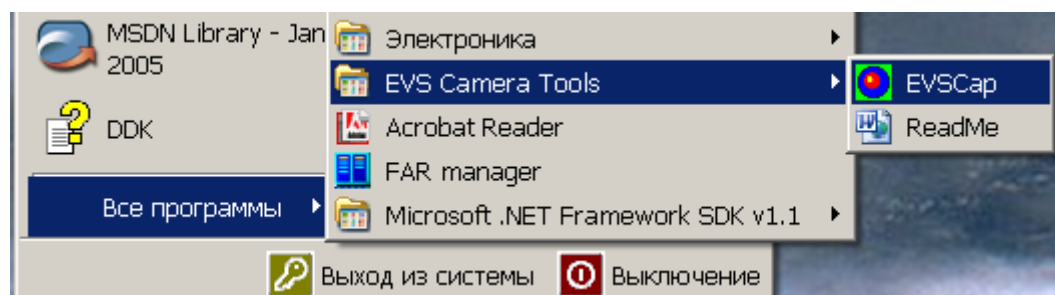 MSDN Library - Jan
2005
DDK
Все программы
Электроника
EVS Camera Tools
Acrobat Reader
FAR manager
Microsoft .NET Framework SDK v1.1
EVSCap
ReadMe
Выход из системы
Выключение